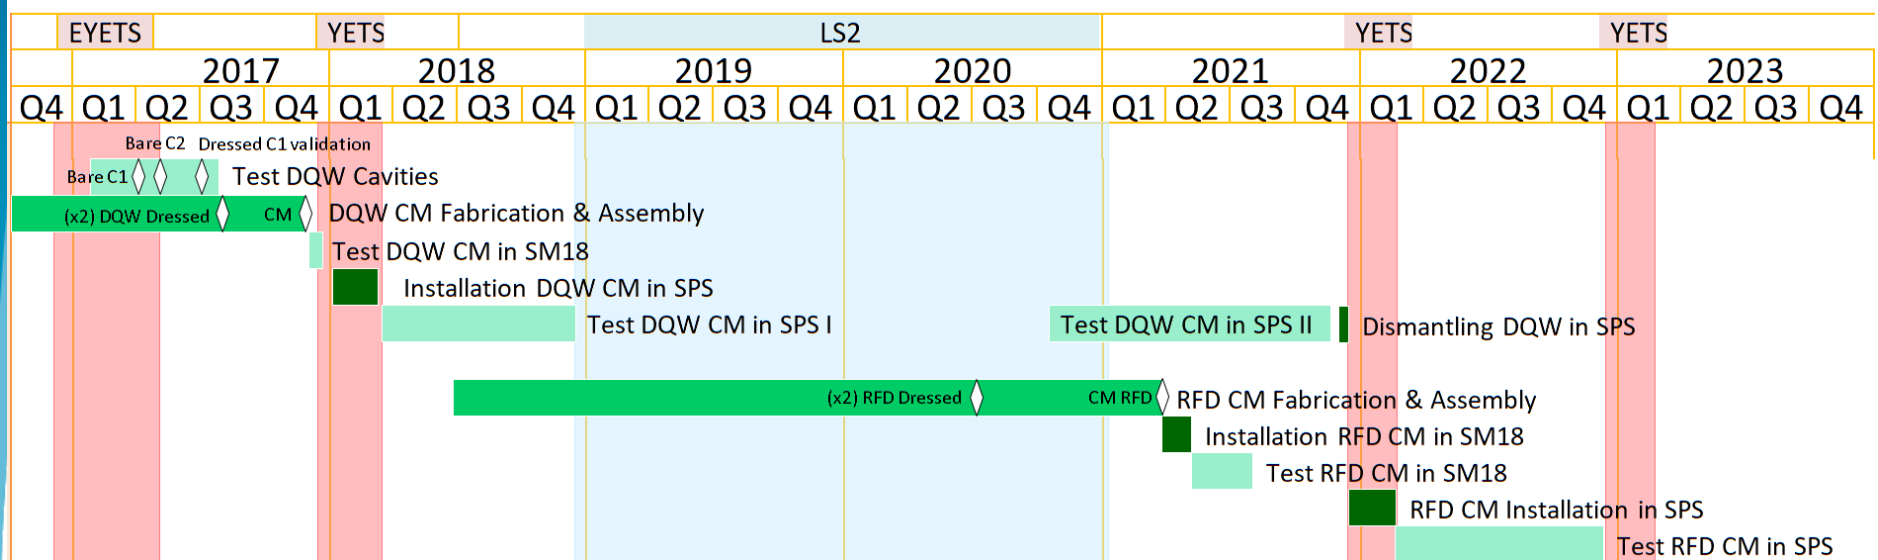 EYETS YETS LS2 YETS YETS
2017 2018 2019 2020 2021 2022 2023
Q4 Q1 Q2 Q3 Q4 Q1 Q2 Q3 Q4 Q1 Q2 Q3 Q4 Q1 Q2 Q3 Q4 Q1 Q2 Q3 Q4 Q1 Q2 Q3 Q4 Q1 Q2 Q3 Q4
Bare C2 Dressed C1 validation
Bare C1 Test DQW Cavities
(x2) DQW Dressed CM DQW CM Fabrication & Assembly
Test DQW CM in SM18
Installation DQW CM in SPS
Test DQW CM in SPS I Test DQW CM in SPS II Dismantling DQW in SPS
(x2) RFD Dressed CM RFD RFD CM Fabrication & Assembly
Installation RFD CM in SM18
Test RFD CM in SM18
RFD CM Installation in SPS
Test RFD CM in SPS